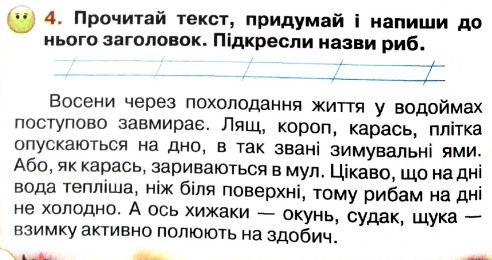 4. Прочитай текст, придумай і напиши до
нього заголовок. Підкресли назви риб.
Восени через похолодання життя у водоймах
поступово завмирає. Лящ, короп, карась, плітка
опускаються на дно, в так звані зимувальні ями.
Або, як карась, зариваються в мул. Цікаво, що на дні
вода тепліша, ніж біля поверхні, тому рибам на дні
не холодно. А ось хижаки — окунь, судак, щука —
взимку активно полюють на здобич.